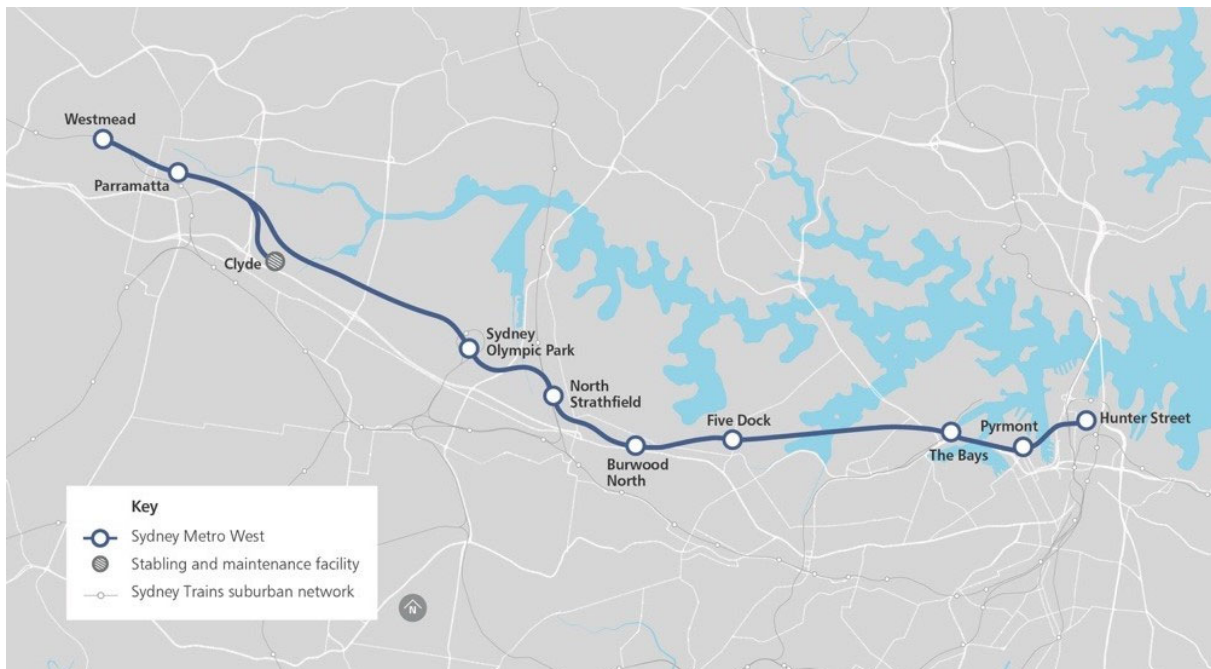 Westmead
Parramatta
Clyde
Sydney
Olympic Park
North
Strathfield
Burwood
North
Five Dock
The Bays
Pyrmont
Hunter Street
Key
Sydney Metro West
Stabling and maintenance facility
Sydney Trains suburban network
N